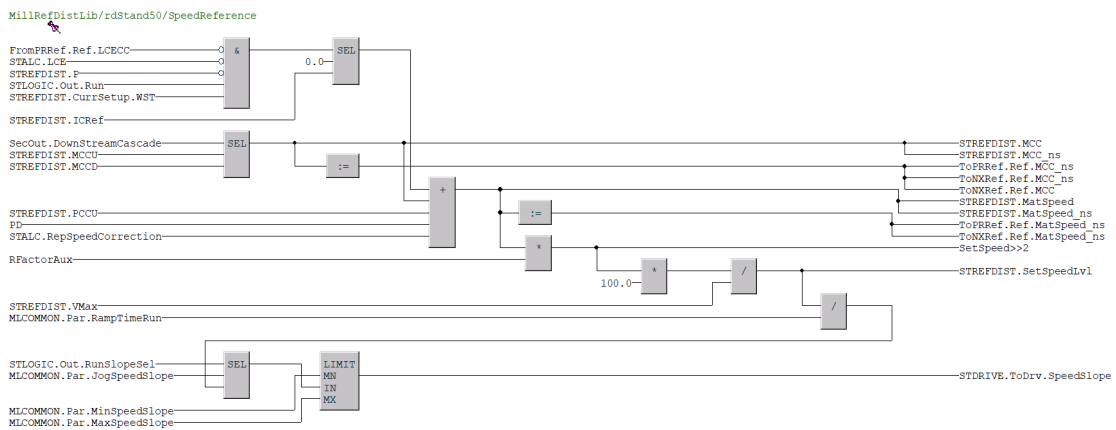 MillRefDistLib/rdStand50/SpeedReference
FromPRRef.Ref.LCECC & SEL
STALC.LCE 0.0
STREFDIST.P
STLOGIC.Out.Run
STREFDIST.CurrSetup.WST
STREFDIST.ICRef
SecOut.DownStreamCascade SEL STREFDIST.MCC
STREFDIST.MCCU STREFDIST.MCC_ns
STREFDIST.MCCD := ToPRRef.Ref.MCC_ns
ToNXRef.Ref.MCC_ns
+ ToNXRef.Ref.MCC
STREFDIST.MatSpeed
STREFDIST.PCCU := STREFDIST.MatSpeed_ns
PD ToPRRef.Ref.MatSpeed_ns
STALC.RepSpeedCorrection ToNXRef.Ref.MatSpeed_ns
* SetSpeed>>2
RFactorAux
* / STREFDIST.SetSpeedLvl
100.0
STREFDIST.VMax /
MLCOMMON.Par.RampTimeRun
STLOGIC.Out.RunSlopeSel SEL LIMIT
MLCOMMON.Par.JogSpeedSlope MN STDRIVE.ToDrv.SpeedSlope
IN
MX
MLCOMMON.Par.MinSpeedSlope
MLCOMMON.Par.MaxSpeedSlope